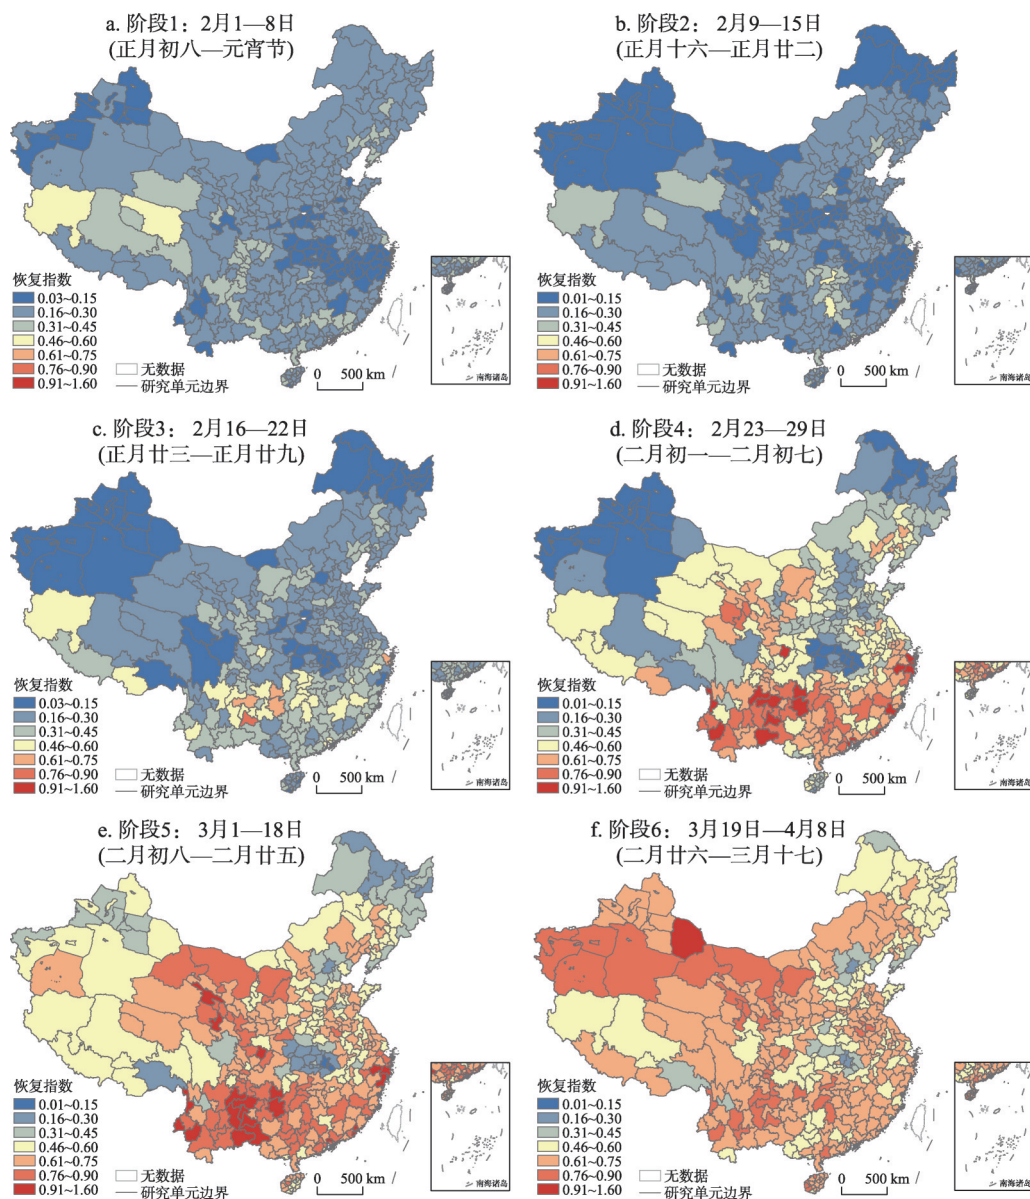 a. 阶段1： 2月1—8日
(正月初八—元宵节)
恢复指数
0.03~0.15
0.16~0.30
0.31~0.45
0.46~0.60
0.61~0.75
0.76~0.90
0.91~1.60
无数据
研究单元边界
0 500 km
南海诸岛
b. 阶段2： 2月9—15日
(正月十六—正月廿二)
恢复指数
0.01~0.15
0.16~0.30
0.31~0.45
0.46~0.60
0.61~0.75
0.76~0.90
0.91~1.60
无数据
研究单元边界
0 500 km
南海诸岛
c. 阶段3： 2月16—22日
(正月廿三—正月廿九)
恢复指数
0.03~0.15
0.16~0.30
0.31~0.45
0.46~0.60
0.61~0.75
0.76~0.90
0.91~1.60
无数据
研究单元边界
0 500 km
南海诸岛
d. 阶段4： 2月23—29日
(二月初一—二月初七)
恢复指数
0.01~0.15
0.16~0.30
0.31~0.45
0.46~0.60
0.61~0.75
0.76~0.90
0.91~1.60
无数据
研究单元边界
0 500 km
南海诸岛
e. 阶段5： 3月1—18日
(二月初八—二月廿五)
恢复指数
0.01~0.15
0.16~0.30
0.31~0.45
0.46~0.60
0.61~0.75
0.76~0.90
0.91~1.60
无数据
研究单元边界
0 500 km
南海诸岛
f. 阶段6： 3月19日—4月8日
(二月廿六—三月十七)
恢复指数
0.01~0.15
0.16~0.30
0.31~0.45
0.46~0.60
0.61~0.75
0.76~0.90
0.91~1.60
无数据
研究单元边界
0 500 km
南海诸岛